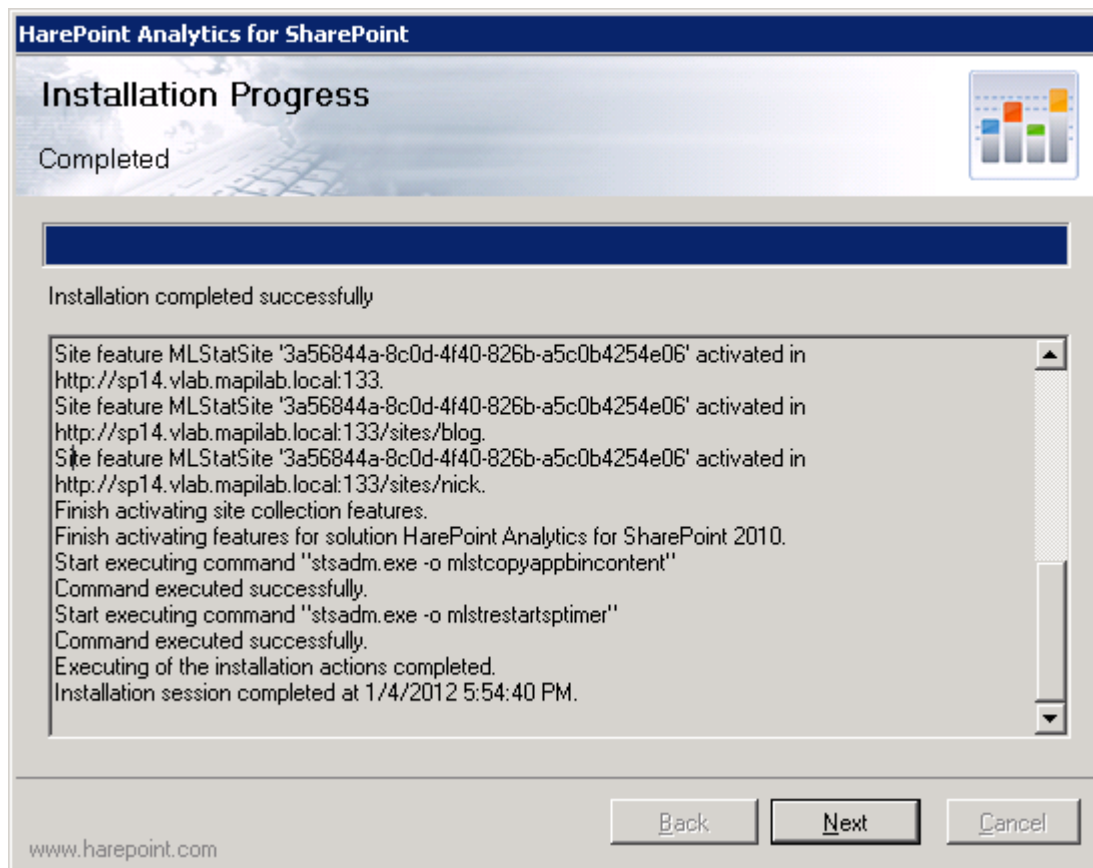 HarePoint Analytics for SharePoint
Installation Progress
Completed
Installation completed successfully
Site feature MLStatSite '3a56844a-8c0d-4f40-826b-a5c0b4254e06' activated in
http://sp14.vlab.mapilab.local:133.
Site feature MLStatSite '3a56844a-8c0d-4f40-826b-a5c0b4254e06' activated in
http://sp14.vlab.mapilab.local:133/sites/blog.
Site feature MLStatSite '3a56844a-8c0d-4f40-826b-a5c0b4254e06' activated in
http://sp14.vlab.mapilab.local:133/sites/nick.
Finish activating site collection features.
Finish activating features for solution HarePoint Analytics for SharePoint 2010.
Start executing command "stsadm.exe -o mlstcopyappbincontent"
Command executed successfully.
Start executing command "stsadm.exe -o mlstrestartsptimer"
Command executed successfully.
Executing of the installation actions completed.
Installation session completed at 1/4/2012 5:54:40 PM.
Back
Next
Cancel
www.harepoint.com